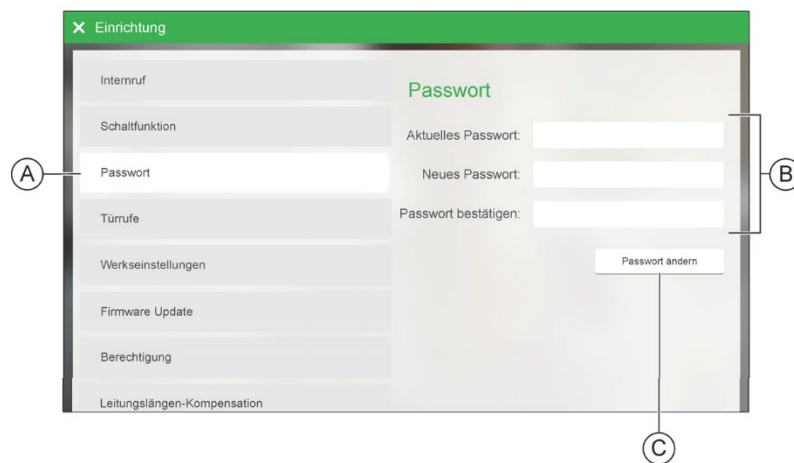 ✕ Einrichtung
Internruf
Schaltfunktion
Passwort
Türrufe
Werkseinstellungen
Firmware Update
Berechtigung
Leitungslängen-Kompensation
Passwort
Aktuelles Passwort:
Neues Passwort:
Passwort bestätigen:
Passwort ändern
A
B
C